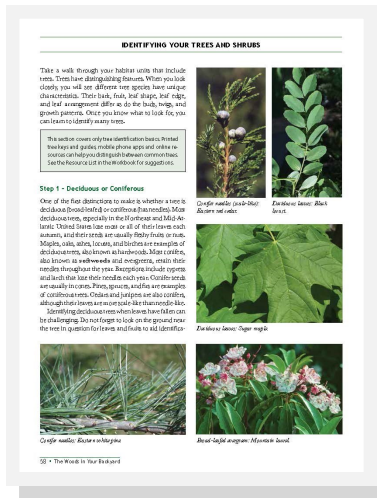 IDENTIFYING YOUR TREES AND SHRUBS
Take a walk through your habitat units that include
trees. Trees have distinguishing features. When you look
closely, you will see different tree species have unique
characteristics. Their bark, fruit, leaf shape, leaf edge,
and leaf arrangement differ as do the buds, twigs, and
growth patterns. Once you know what to look for, you
can learn to identify many trees.
This section covers only tree identification basics. Printed
tree keys and guides, mobile phone apps and online re-
sources can help you distinguish between common trees.
See the Resource List in the Workbook for suggestions.
Step 1 - Deciduous or Coniferous
One of the first distinctions to make is whether a tree is
deciduous (broad-leafed) or coniferous (has needles). Most
deciduous trees, especially in the Northeast and Mid-At-
lantic United States lose most or all of their leaves each
autumn, and their seeds are usually fleshy fruits or nuts.
Maples, oaks, ashes, locusts, and birches are examples of
deciduous trees, also known as hardwoods. Most conifers,
also known as softwoods and evergreens, retain their
needles throughout the year. Exceptions include cypress
and larch that lose their needles each year. Conifer seeds
are usually in cones. Pines, spruces, and firs are examples
of coniferous trees. Cedars and junipers are also conifers,
although their leaves are more scale-like than needle-like.
Identifying deciduous trees when leaves have fallen can
be challenging. Do not forget to look on the ground near
the tree in question for leaves and fruits to aid identifica-
Conifer needles: Eastern white pine
Conifer needles (scale-like):
Eastern red cedar.
Deciduous leaves: Black
locust.
Deciduous leaves: Sugar maple.
Broad-leafed evergreen: Mountain laurel.
58 • The Woods In Your Backyard